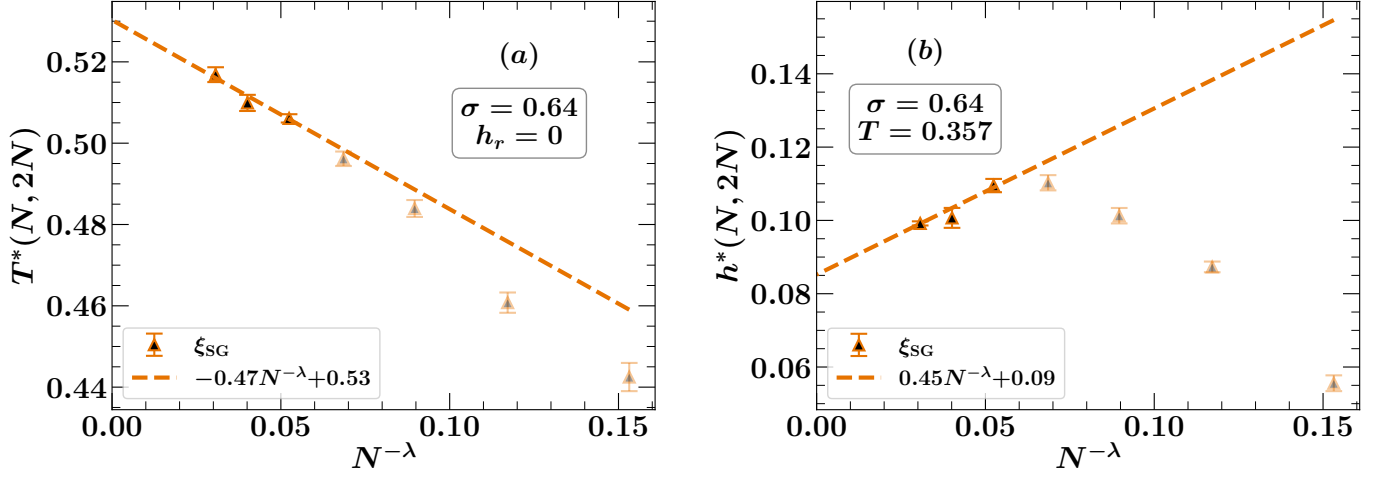 T*(N, 2N)
0.52
0.50
0.48
0.46
0.44
(a)
σ = 0.64
h_r = 0
ξ_SG
−0.47N^{−λ}+0.53
0.00 0.05 0.10 0.15
N^{−λ}
h*(N, 2N)
0.14
0.12
0.10
0.08
0.06
(b)
σ = 0.64
T = 0.357
ξ_SG
0.45N^{−λ}+0.09
0.00 0.05 0.10 0.15
N^{−λ}